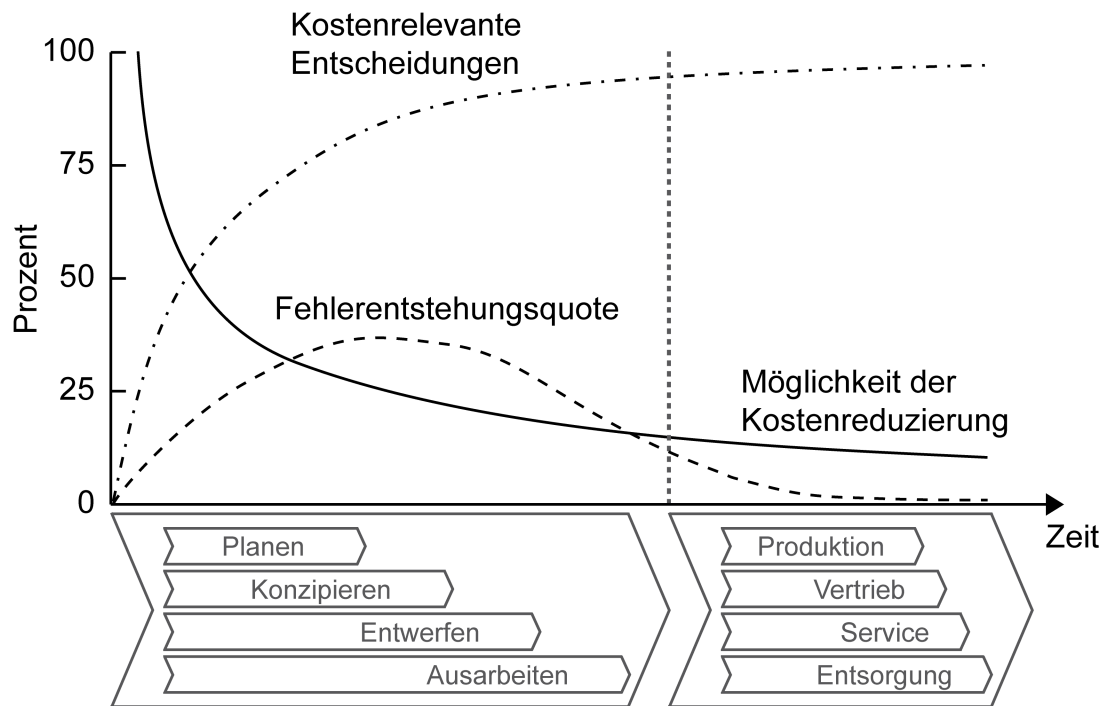 Kostenrelevante
Entscheidungen
100
75
50
25
0
Prozent
Fehlerentstehungsquote
Möglichkeit der
Kostenreduzierung
Zeit
Planen
Konzipieren
Entwerfen
Ausarbeiten
Produktion
Vertrieb
Service
Entsorgung